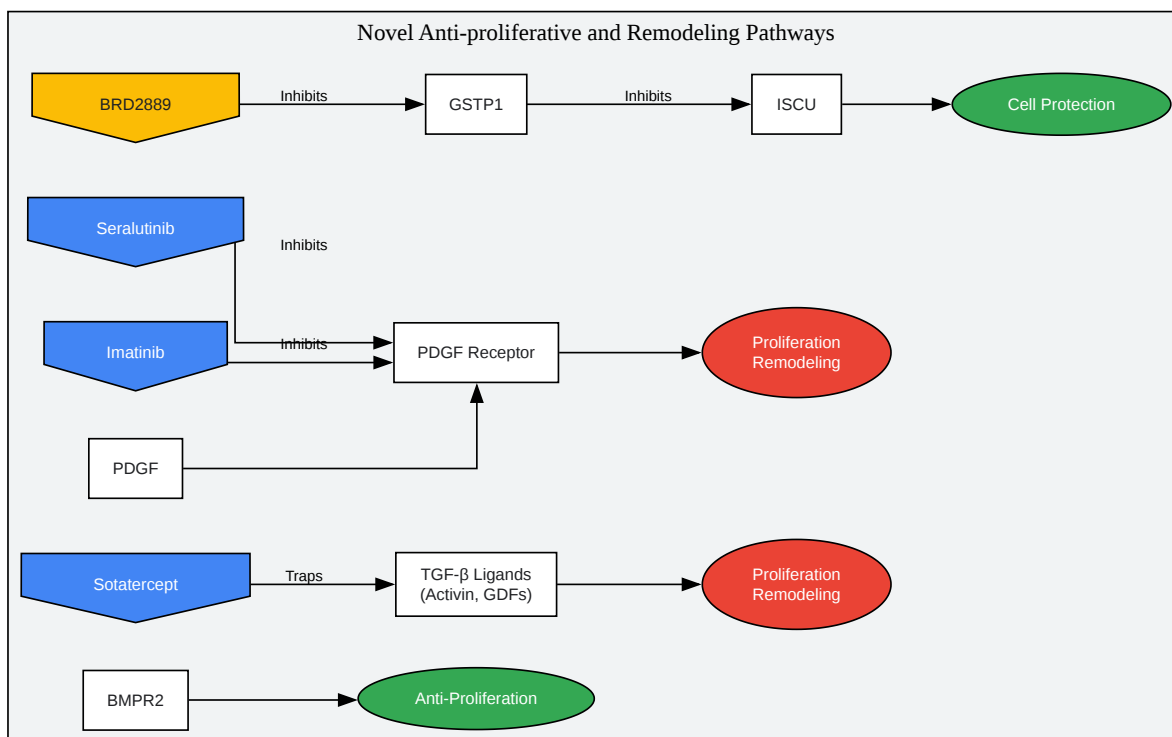 Novel Anti-proliferative and Remodeling Pathways
BRD2889
Inhibits
GSTP1
Inhibits
ISCU
Cell Protection
Seralutinib
Inhibits
Imatinib
Inhibits
PDGF Receptor
Proliferation
Remodeling
PDGF
Sotatercept
Traps
TGF-β Ligands
(Activin, GDFs)
Proliferation
Remodeling
BMPR2
Anti-Proliferation